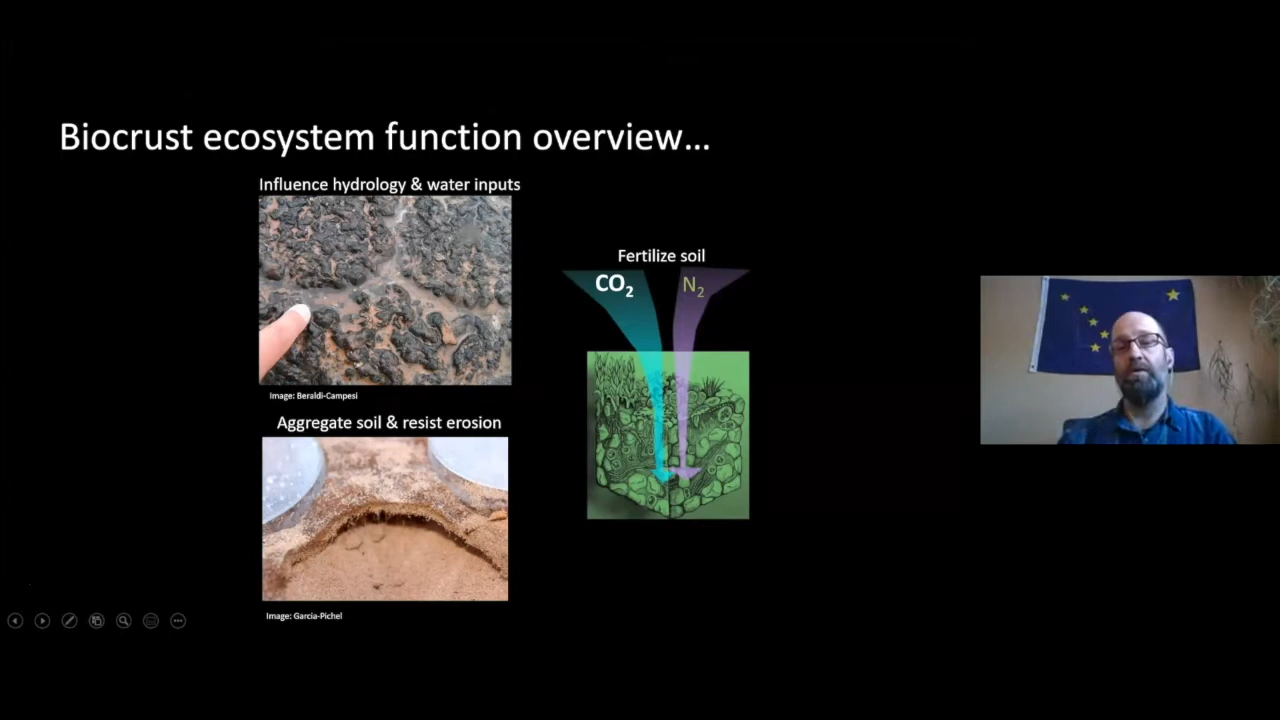 Biocrust ecosystem function overview...
Influence hydrology & water inputs
Image: Beraldi-Campesi
Aggregate soil & resist erosion
Image: Garcia-Pichel
Fertilize soil
CO₂
N₂